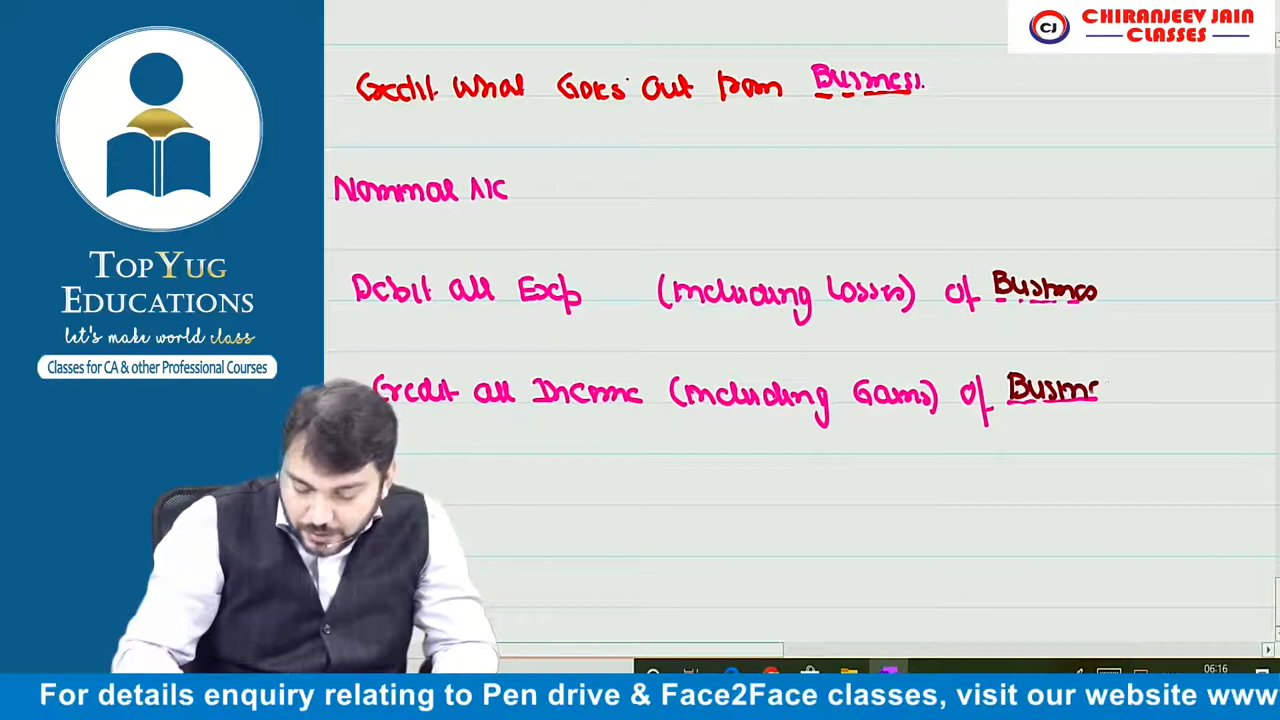 CHIRANJEEV JAIN
CLASSES
CJ
Credit what Goes out from Business.
Nominal A/c
TOPYUG
EDUCATIONS
let's make world class
Classes for CA & other Professional Courses
Debit all Exp (including losses) of Business
Credit all Income (including Gains) of Busine
06:16
For details enquiry relating to Pen drive & Face2Face classes, visit our website www